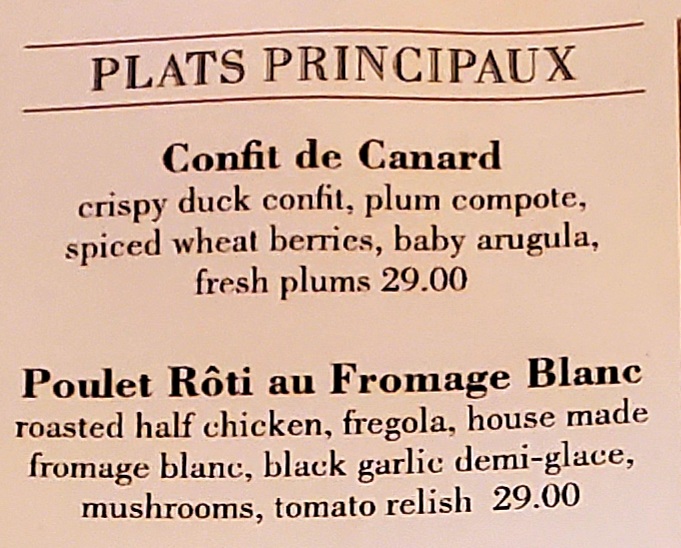 PLATS PRINCIPAUX
Confit de Canard
crispy duck confit, plum compote,
spiced wheat berries, baby arugula,
fresh plums 29.00
Poulet Rôti au Fromage Blanc
roasted half chicken, fregola, house made
fromage blanc, black garlic demi-glace,
mushrooms, tomato relish 29.00